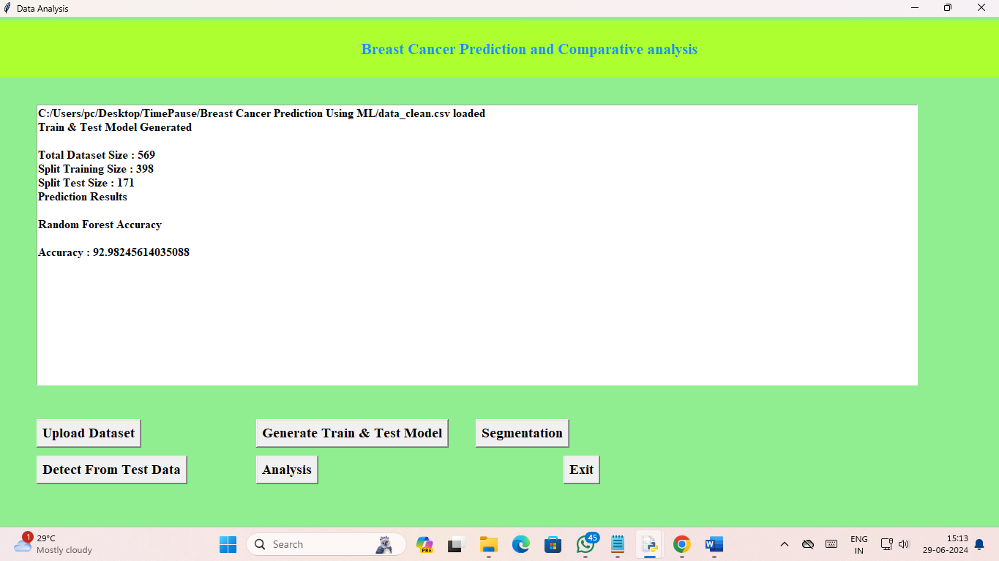 Data Analysis
Breast Cancer Prediction and Comparative analysis
C:/Users/pc/Desktop/TimePause/Breast Cancer Prediction Using ML/data_clean.csv loaded
Train & Test Model Generated
Total Dataset Size : 569
Split Training Size : 398
Split Test Size : 171
Prediction Results
Random Forest Accuracy
Accuracy : 92.98245614035088
Upload Dataset
Generate Train & Test Model
Segmentation
Detect From Test Data
Analysis
Exit
1
29°C
Mostly cloudy
Search
PRE
45
W
ENG
IN
15:13
29-06-2024